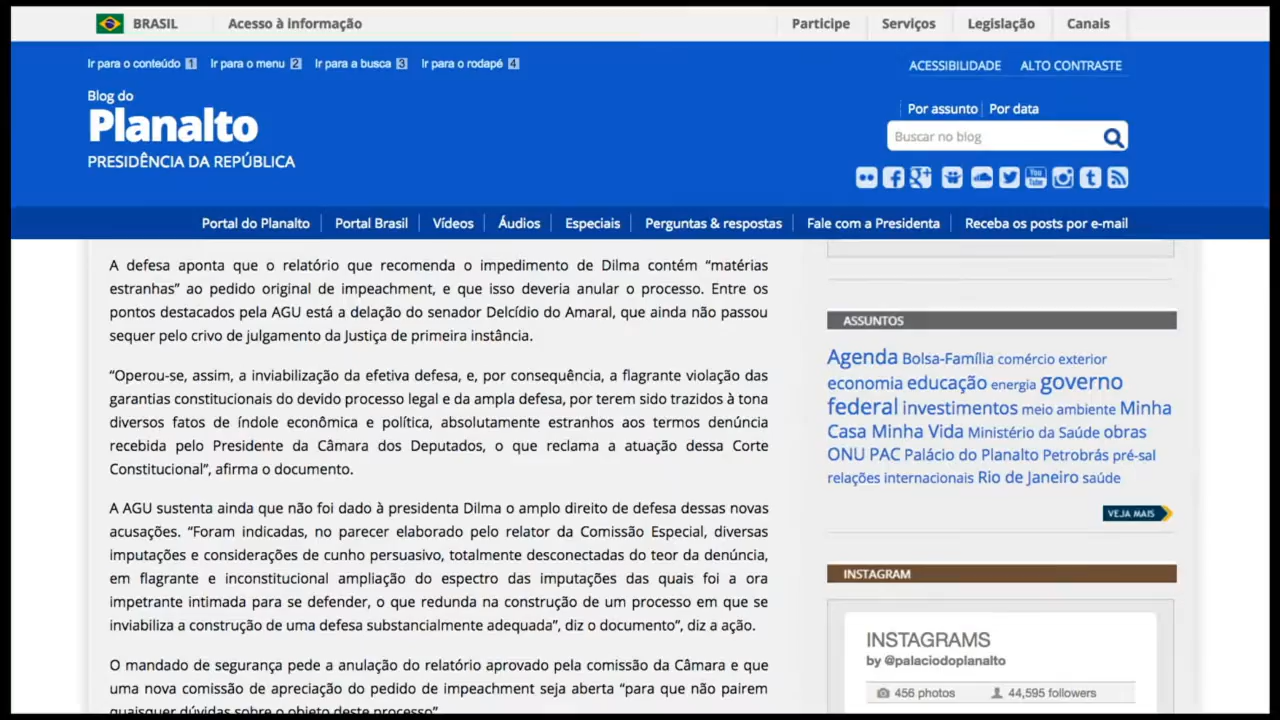 BRASIL
Acesso à informação
Participe
Serviços
Legislação
Canais
Ir para o conteúdo 1
Ir para o menu 2
Ir para a busca 3
Ir para o rodapé 4
ACESSIBILIDADE
ALTO CONTRASTE
Blog do
Planalto
PRESIDÊNCIA DA REPÚBLICA
Por assunto
Por data
Buscar no blog
Portal do Planalto
Portal Brasil
Vídeos
Áudios
Especiais
Perguntas & respostas
Fale com a Presidenta
Receba os posts por e-mail
A defesa aponta que o relatório que recomenda o impedimento de Dilma contém “matérias
estranhas” ao pedido original de impeachment, e que isso deveria anular o processo. Entre os
pontos destacados pela AGU está a delação do senador Delcídio do Amaral, que ainda não passou
sequer pelo crivo de julgamento da Justiça de primeira instância.
“Operou-se, assim, a inviabilização da efetiva defesa, e, por consequência, a flagrante violação das
garantias constitucionais do devido processo legal e da ampla defesa, por terem sido trazidos à tona
diversos fatos de índole econômica e política, absolutamente estranhos aos termos denúncia
recebida pelo Presidente da Câmara dos Deputados, o que reclama a atuação dessa Corte
Constitucional”, afirma o documento.
A AGU sustenta ainda que não foi dado à presidenta Dilma o amplo direito de defesa dessas novas
acusações. “Foram indicadas, no parecer elaborado pelo relator da Comissão Especial, diversas
imputações e considerações de cunho persuasivo, totalmente desconectadas do teor da denúncia,
em flagrante e inconstitucional ampliação do espectro das imputações das quais foi a ora
impetrante intimada para se defender, o que redunda na construção de um processo em que se
inviabiliza a construção de uma defesa substancialmente adequada”, diz o documento”, diz a ação.
O mandado de segurança pede a anulação do relatório aprovado pela comissão da Câmara e que
uma nova comissão de apreciação do pedido de impeachment seja aberta “para que não pairem
quaisquer dúvidas sobre o objeto deste processo”
ASSUNTOS
Agenda Bolsa-Família comércio exterior
economia educação energia governo
federal investimentos meio ambiente Minha
Casa Minha Vida Ministério da Saúde obras
ONU PAC Palácio do Planalto Petrobrás pré-sal
relações internacionais Rio de Janeiro saúde
VEJA MAIS
INSTAGRAM
INSTAGRAMS
by @palaciodoplanalto
456 photos
44,595 followers